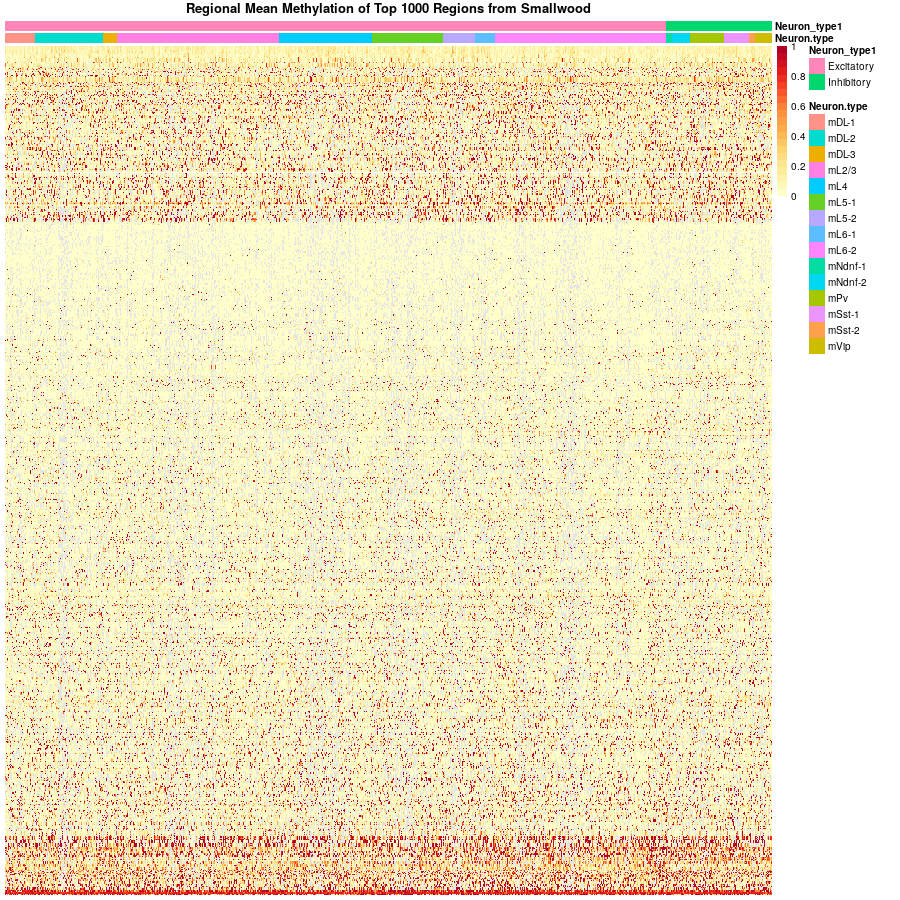 Regional Mean Methylation of Top 1000 Regions from Smallwood
Neuron_type1
Neuron.type
1
0.8
0.6
0.4
0.2
0
Neuron_type1
Excitatory
Inhibitory
Neuron.type
mDL-1
mDL-2
mDL-3
mL2/3
mL4
mL5-1
mL5-2
mL6-1
mL6-2
mNdnf-1
mNdnf-2
mPv
mSst-1
mSst-2
mVip